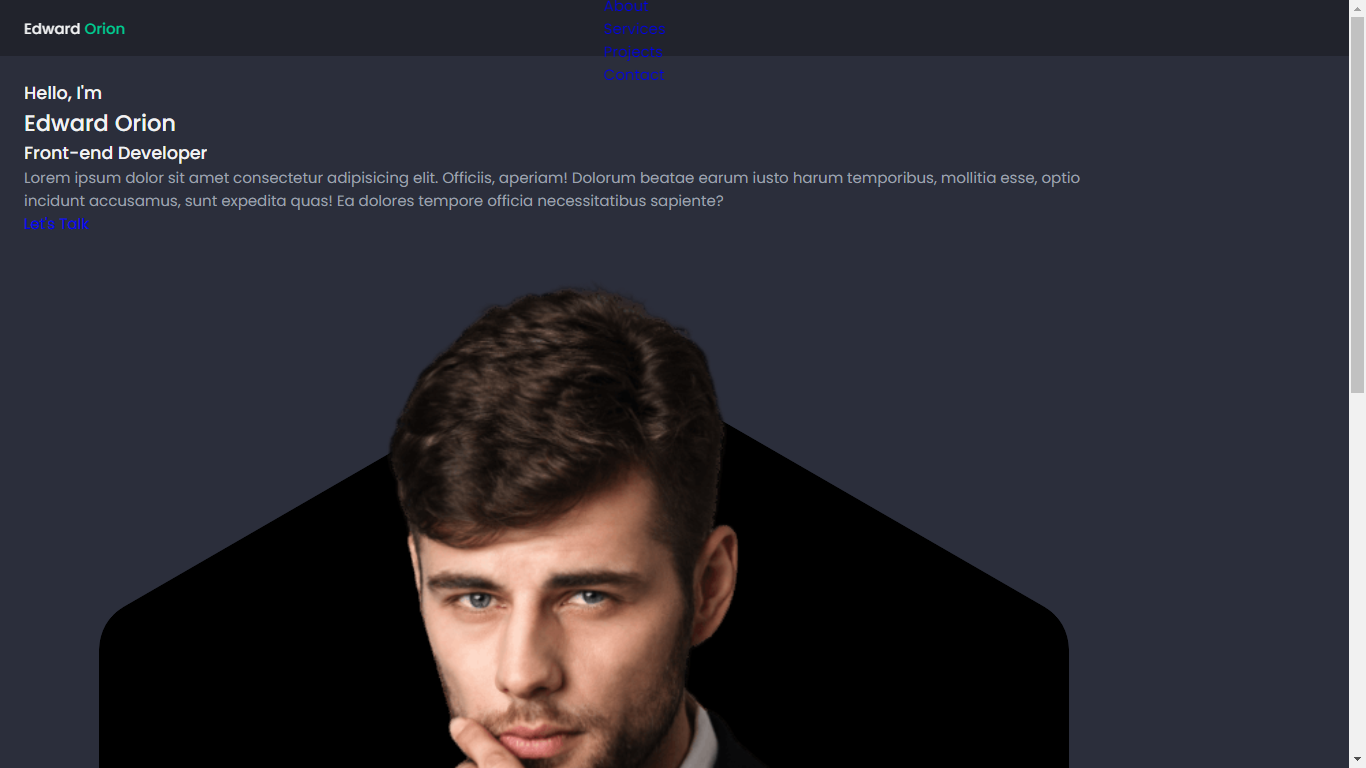 Edward Orion
About
Services
Projects
Contact
Hello, I'm
Edward Orion
Front-end Developer
Lorem ipsum dolor sit amet consectetur adipisicing elit. Officiis, aperiam! Dolorum beatae earum iusto harum temporibus, mollitia esse, optio
incidunt accusamus, sunt expedita quas! Ea dolores tempore officia necessitatibus sapiente?
Let's Talk